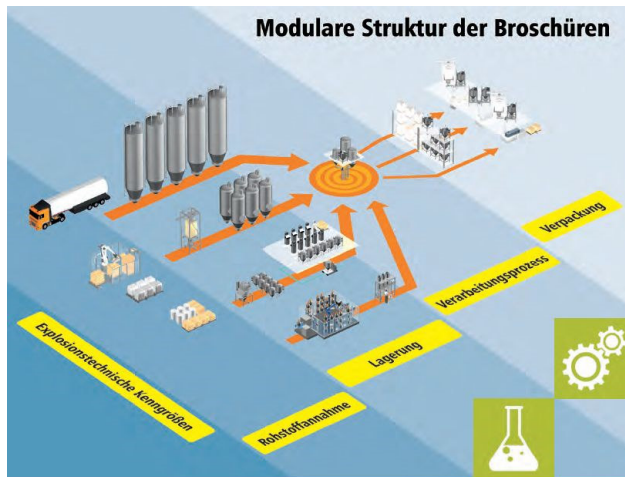 Modulare Struktur der Broschüren
Verpackung
Verarbeitungsprozess
Lagerung
Rohstoffannahme
Explosionstechnische Kenngrößen